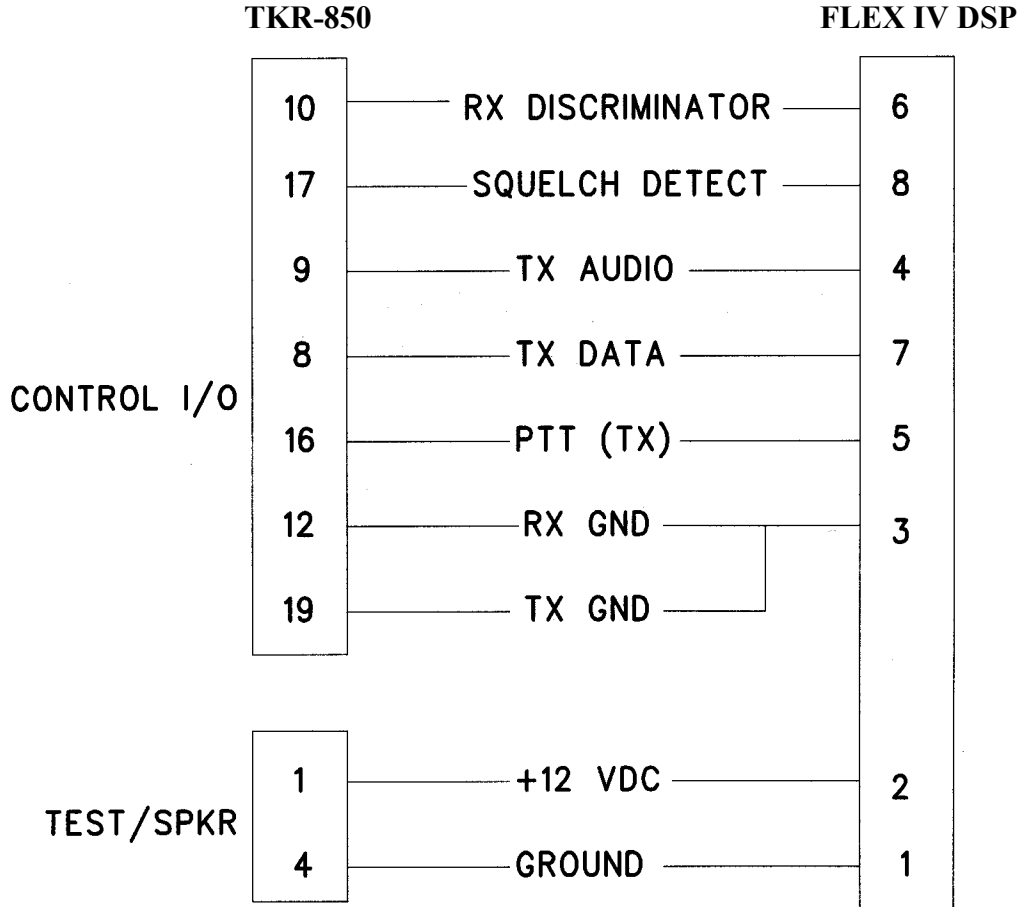 TKR-850 FLEX IV DSP
10 RX DISCRIMINATOR 6
17 SQUELCH DETECT 8
9 TX AUDIO 4
8 TX DATA 7
CONTROL I/O
16 PTT (TX) 5
12 RX GND 3
19 TX GND
1 +12 VDC 2
TEST/SPKR
4 GROUND 1